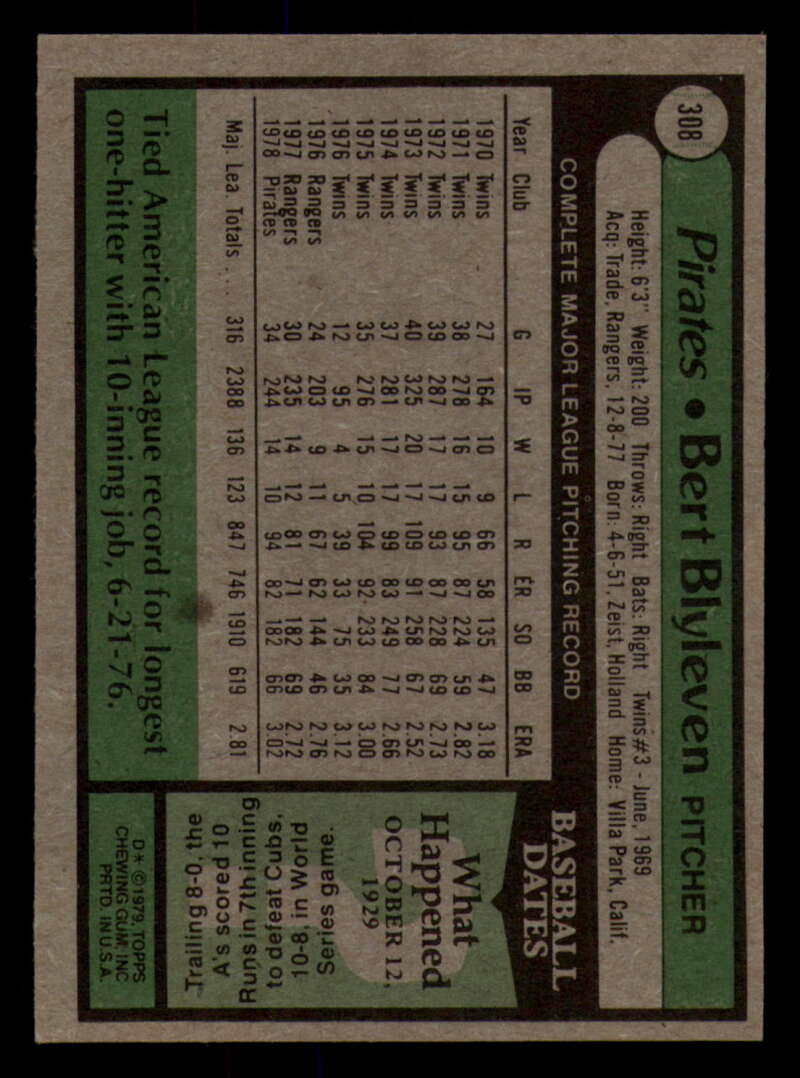 308
Pirates • Bert Blyleven PITCHER
Height: 6'3" Weight: 200 Throws: Right Bats: Right Twins #3 - June, 1969
Acq: Trade, Rangers, 12-8-77 Born: 4-6-51, Zeist, Holland Home: Villa Park, Calif.
COMPLETE MAJOR LEAGUE PITCHING RECORD
Year Club G IP W L R ER SO BB ERA
1970 Twins 27 164 10 9 66 58 135 47 3.18
1971 Twins 38 278 16 15 95 87 224 59 2.82
1972 Twins 39 287 17 17 93 87 228 69 2.73
1973 Twins 40 325 20 17 109 91 258 67 2.52
1974 Twins 37 281 17 17 99 83 249 77 2.66
1975 Twins 35 276 15 10 104 92 233 84 3.00
1976 Twins 12 95 4 5 39 33 75 35 3.12
1976 Rangers 24 203 9 11 67 62 144 46 2.76
1977 Rangers 30 235 14 12 81 71 182 69 2.72
1978 Pirates 34 244 14 10 94 82 182 66 3.02
Maj. Lea. Totals . . . 316 2388 136 123 847 746 1910 619 2.81
Tied American League record for longest
one-hitter with 10-inning job, 6-21-76.
BASEBALL
DATES
What
Happened
OCTOBER 12,
1929
Trailing 8-0, the
A's scored 10
Runs in 7th inning
to defeat Cubs,
10-8, in World
Series game.
D* © 1979, TOPPS
CHEWING GUM, INC
PRTD. IN U.S.A.